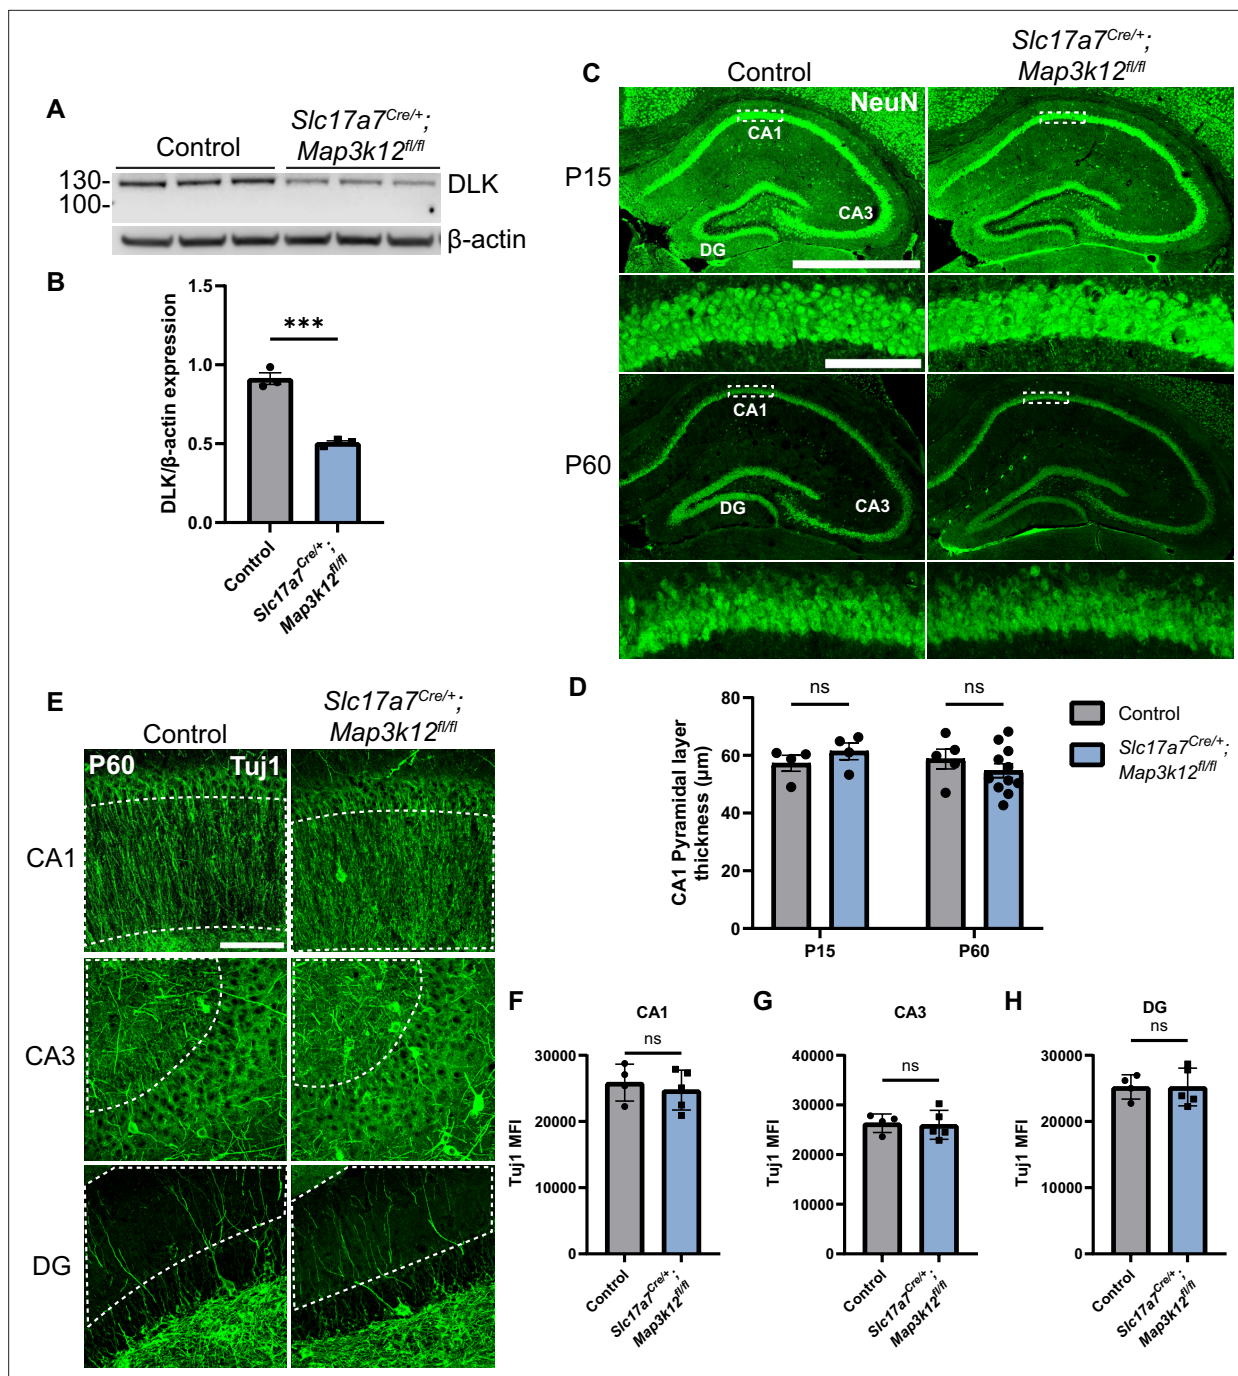 A
Control
Slc17a7Cre/+;
Map3k12fl/fl
130-
100-
DLK
β-actin
B
DLK/β-actin expression
1.5
1.0
0.5
0.0
***
Control
Slc17a7Cre/+;
Map3k12fl/fl
C
Control
Slc17a7Cre/+;
Map3k12fl/fl
NeuN
P15
CA1
CA3
DG
P60
CA1
DG
CA3
D
CA1 Pyramidal layer
thickness (μm)
80
60
40
20
0
ns
ns
P15
P60
Control
Slc17a7Cre/+;
Map3k12fl/fl
E
Control
Slc17a7Cre/+;
Map3k12fl/fl
P60
Tuj1
CA1
CA3
DG
F
CA1
Tuj1 MFI
30000
20000
10000
0
ns
Control
Slc17a7Cre/+;
Map3k12fl/fl
G
CA3
Tuj1 MFI
40000
30000
20000
10000
0
ns
Control
Slc17a7Cre/+;
Map3k12fl/fl
H
DG
Tuj1 MFI
30000
20000
10000
0
ns
Control
Slc17a7Cre/+;
Map3k12fl/fl